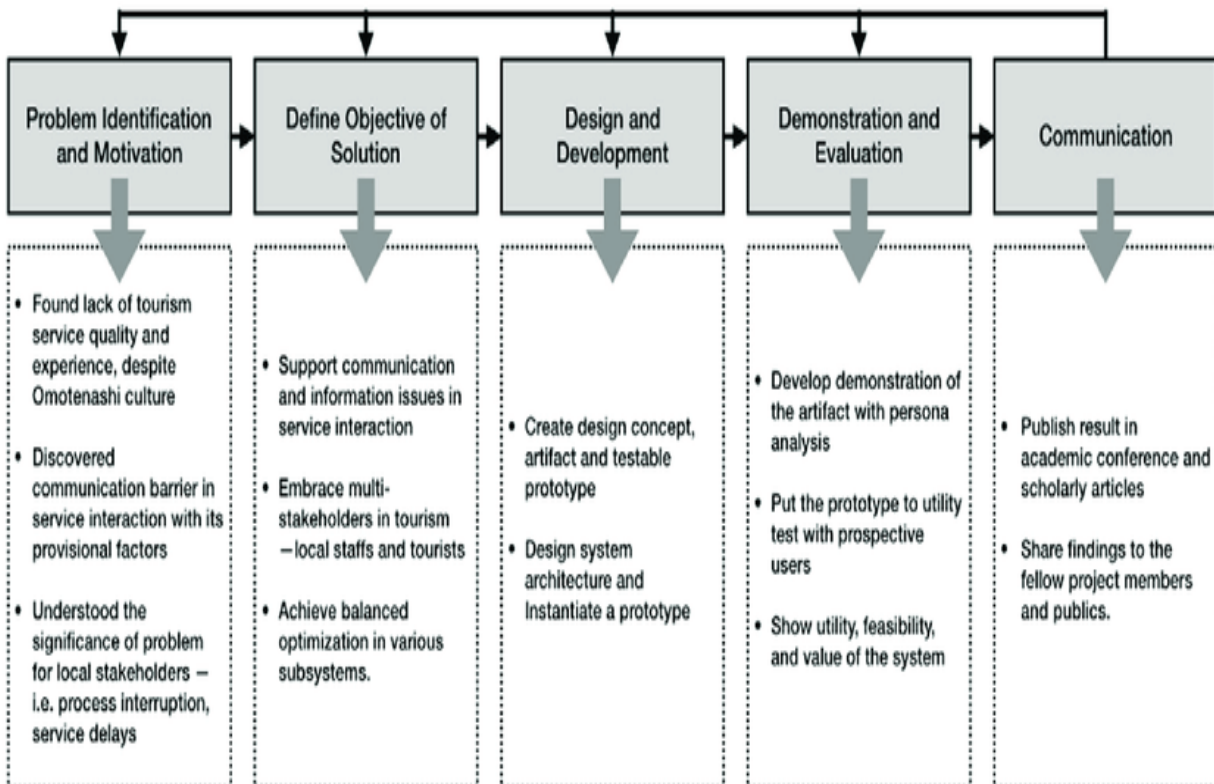 Problem Identification
and Motivation
Define Objective of
Solution
Design and
Development
Demonstration and
Evaluation
Communication
• Found lack of tourism
service quality and
experience, despite
Omotenashi culture
• Discovered
communication barrier in
service interaction with its
provisional factors
• Understood the
significance of problem
for local stakeholders –
i.e. process interruption,
service delays
• Support communication
and information issues in
service interaction
• Embrace multi-
stakeholders in tourism
–local staffs and tourists
• Achieve balanced
optimization in various
subsystems.
• Create design concept,
artifact and testable
prototype
• Design system
architecture and
Instantiate a prototype
• Develop demonstration of
the artifact with persona
analysis
• Put the prototype to utility
test with prospective
users
• Show utility, feasibility,
and value of the system
• Publish result in
academic conference and
scholarly articles
• Share findings to the
fellow project members
and publics.